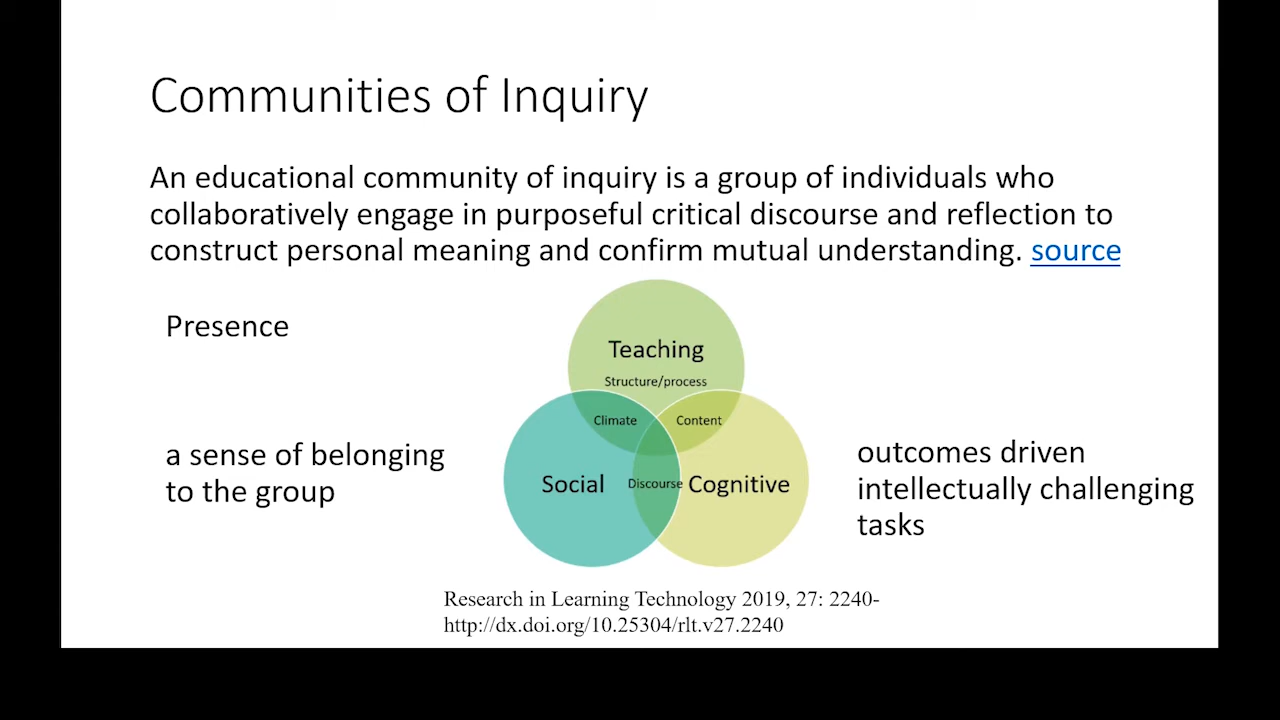 Communities of Inquiry
An educational community of inquiry is a group of individuals who
collaboratively engage in purposeful critical discourse and reflection to
construct personal meaning and confirm mutual understanding. source
Presence
Teaching
Structure/process
Climate
Content
a sense of belonging
to the group
Social
Discourse
Cognitive
outcomes driven
intellectually challenging
tasks
Research in Learning Technology 2019, 27: 2240-
http://dx.doi.org/10.25304/rlt.v27.2240